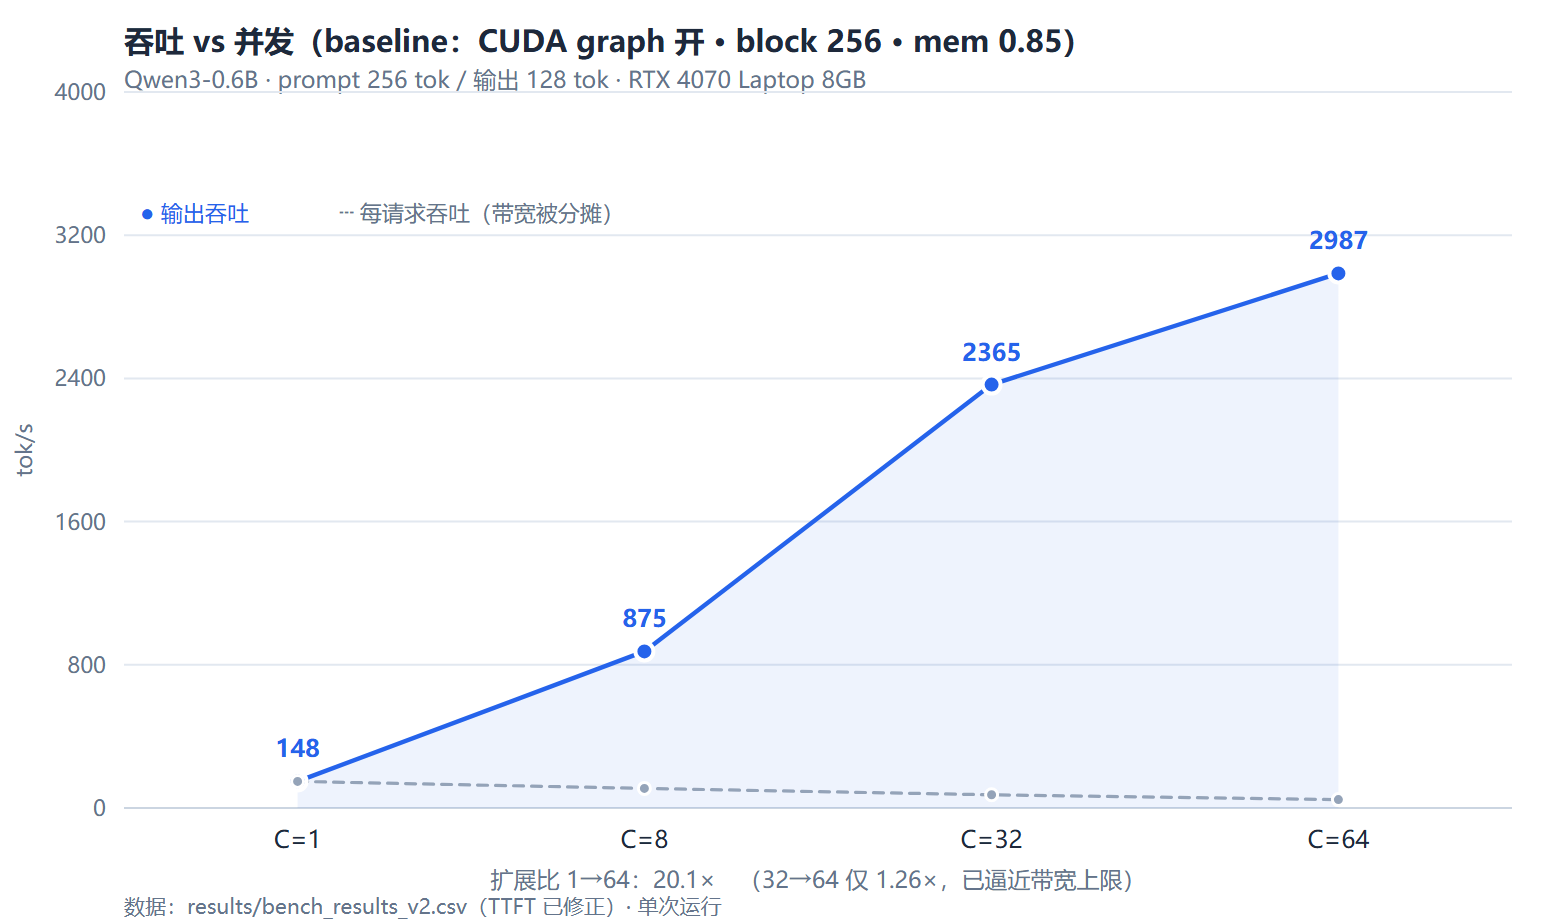 吞吐 vs 并发（baseline：CUDA graph 开 • block 256 • mem 0.85）
Qwen3-0.6B · prompt 256 tok / 输出 128 tok · RTX 4070 Laptop 8GB
4000
● 输出吞吐
┄ 每请求吞吐（带宽被分摊）
3200
2987
2365
2400
tok/s
1600
875
800
148
0
C=1
C=8
C=32
C=64
扩展比 1→64：20.1× （32→64 仅 1.26×，已逼近带宽上限）
数据：results/bench_results_v2.csv（TTFT 已修正）· 单次运行